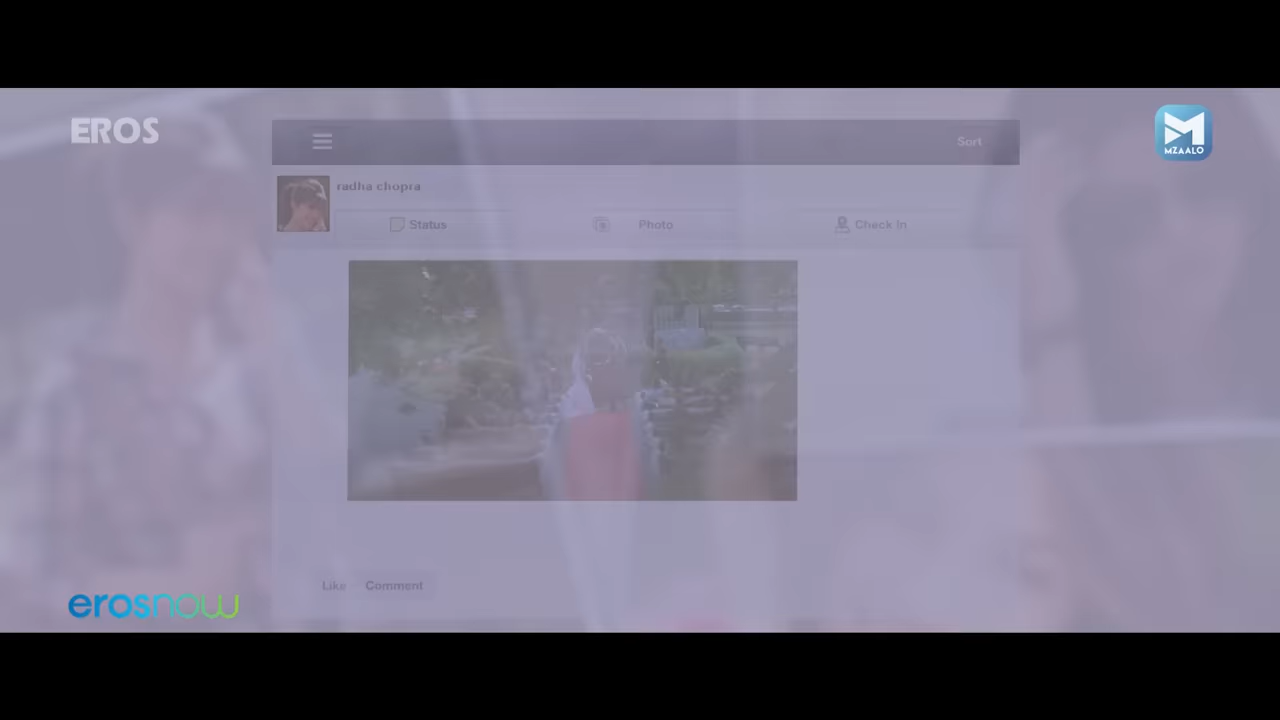 EROS
MZAALO
Sort
radha chopra
Status
Photo
Check In
Like
Comment
erosnow